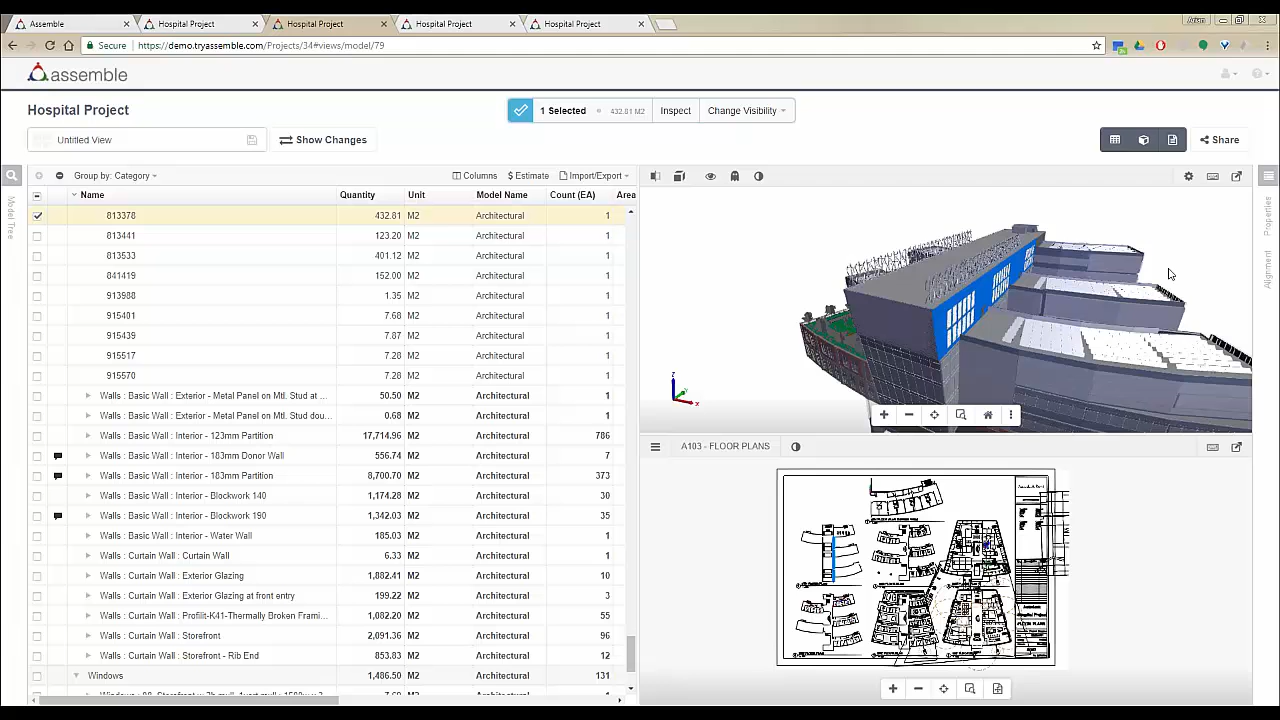 Assemble
Hospital Project
Hospital Project
Hospital Project
Hospital Project
Secure
https://demo.tryassemble.com/Projects/34#views/model/79
assemble
Hospital Project
1 Selected
432.81 M2
Inspect
Change Visibility
Untitled View
Show Changes
Share
Model Tree
Group by: Category
Columns
$ Estimate
Import/Export
Name Quantity Unit Model Name Count (EA) Area
813378 432.81 M2 Architectural 1
813441 123.20 M2 Architectural 1
813533 401.12 M2 Architectural 1
841419 152.00 M2 Architectural 1
913988 1.35 M2 Architectural 1
915401 7.68 M2 Architectural 1
915439 7.87 M2 Architectural 1
915517 7.28 M2 Architectural 1
915570 7.28 M2 Architectural 1
Walls : Basic Wall : Exterior - Metal Panel on Mtl. Stud at ... 50.50 M2 Architectural 1
Walls : Basic Wall : Exterior - Metal Panel on Mtl. Stud dou... 0.68 M2 Architectural 1
Walls : Basic Wall : Interior - 123mm Partition 17,714.96 M2 Architectural 786
Walls : Basic Wall : Interior - 183mm Donor Wall 556.74 M2 Architectural 7
Walls : Basic Wall : Interior - 183mm Partition 8,700.70 M2 Architectural 373
Walls : Basic Wall : Interior - Blockwork 140 1,174.28 M2 Architectural 30
Walls : Basic Wall : Interior - Blockwork 190 1,342.03 M2 Architectural 35
Walls : Basic Wall : Interior - Water Wall 185.03 M2 Architectural 1
Walls : Curtain Wall : Curtain Wall 6.33 M2 Architectural 1
Walls : Curtain Wall : Exterior Glazing 1,882.41 M2 Architectural 10
Walls : Curtain Wall : Exterior Glazing at front entry 199.22 M2 Architectural 3
Walls : Curtain Wall : Profilit-K41-Thermally Broken Frami... 1,082.20 M2 Architectural 55
Walls : Curtain Wall : Storefront 2,091.36 M2 Architectural 96
Walls : Curtain Wall : Storefront - Rib End 853.83 M2 Architectural 12
Windows 1,486.50 M2 Architectural 131
Properties
Alignment
Z
X
A103 - FLOOR PLANS